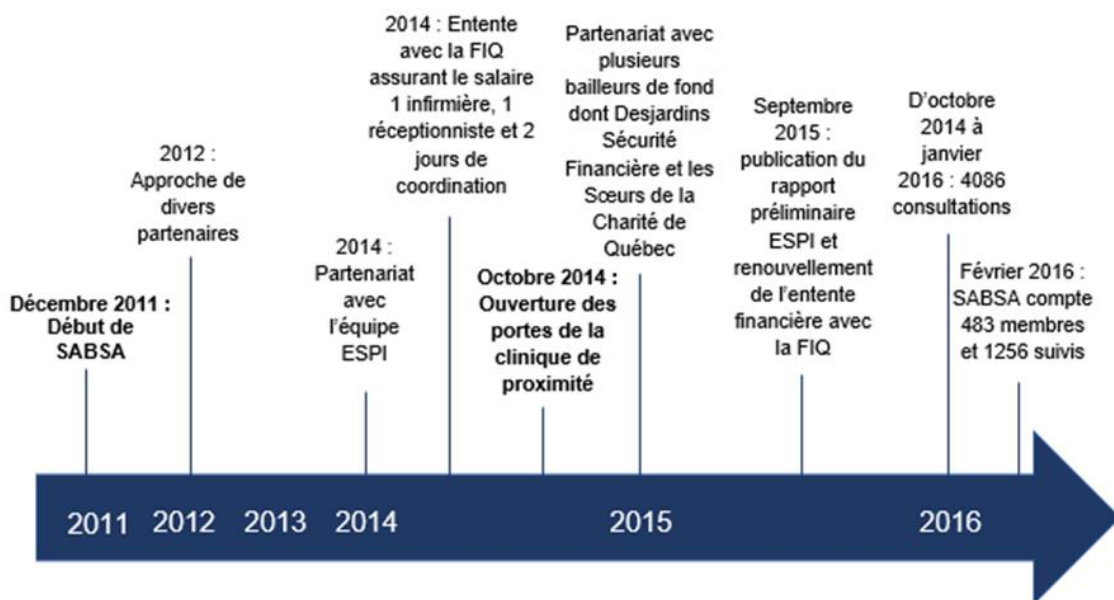 Décembre 2011 :
Début de
SABSA
2012 :
Approche de
divers
partenaires
2014 :
Partenariat
avec
l'équipe
ESPI
2014 : Entente
avec la FIQ
assurant le salaire
1 infirmière, 1
réceptionniste et 2
jours de
coordination
Octobre 2014 :
Ouverture des
portes de la
clinique de
proximité
Partenariat avec
plusieurs
bailleurs de fond
dont Desjardins
Sécurité
Financière et les
Sœurs de la
Charité de
Québec
Septembre
2015 :
publication du
rapport
préliminaire
ESPI et
renouvellement
de l'entente
financière avec
la FIQ
D'octobre
2014 à
janvier
2016 : 4086
consultations
Février 2016 :
SABSA compte
483 membres
et 1256 suivis
2011 2012 2013 2014 2015 2016